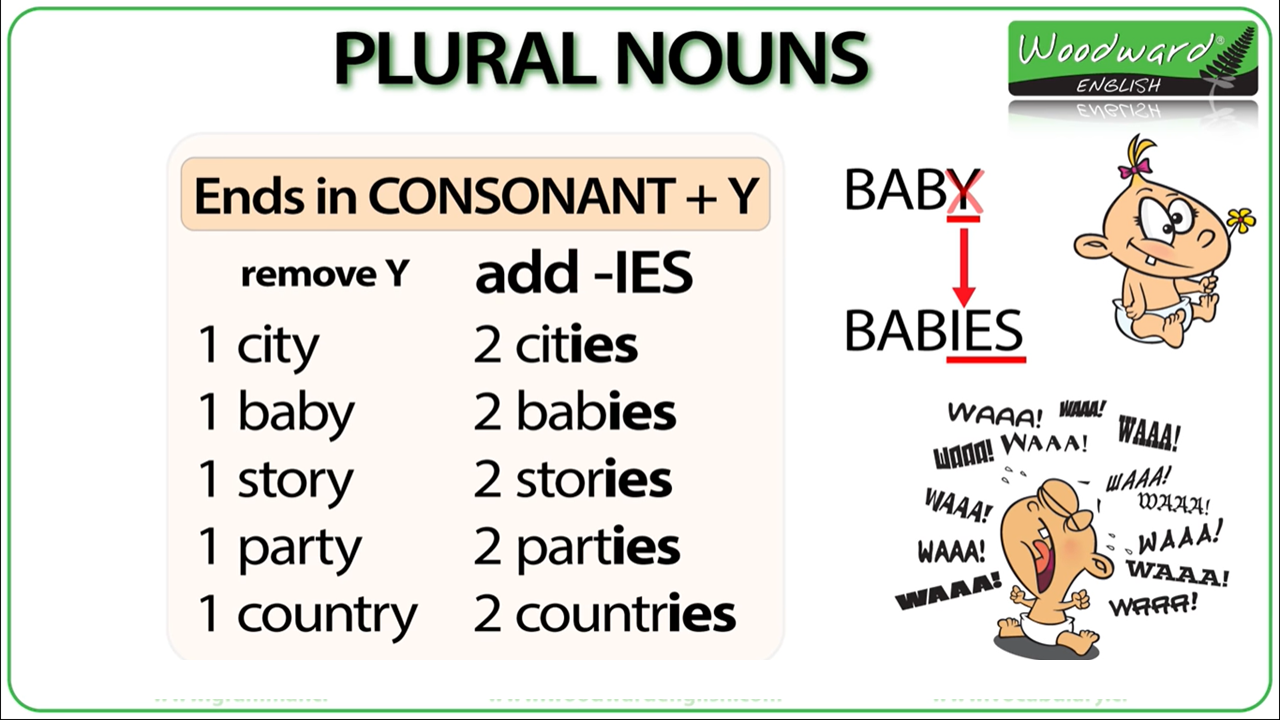 PLURAL NOUNS
Woodward®
ENGLISH
Ends in CONSONANT + Y
remove Y add -IES
1 city 2 cities
1 baby 2 babies
1 story 2 stories
1 party 2 parties
1 country 2 countries
BABY
BABIES
WAAA! WAAA!
WAAA!
WAAA! WAAA!
WAAA!
WAAA!
WAAA!
WAAA!
WAAA!
WAAA!
WAAA!
WAAA!